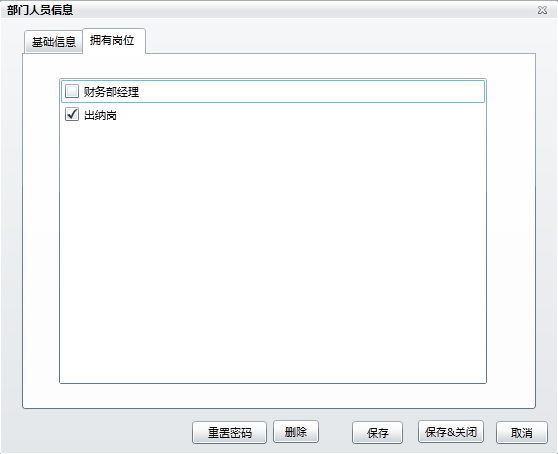 部门人员信息
基础信息 拥有岗位
财务部经理
出纳岗
重置密码 删除 保存 保存&关闭 取消